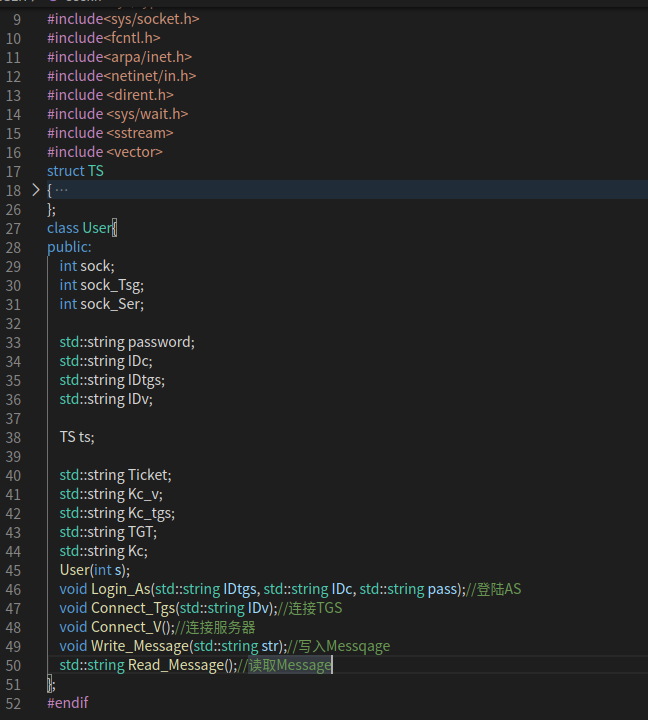 9 #include<sys/socket.h>
10 #include<fcntl.h>
11 #include<arpa/inet.h>
12 #include<netinet/in.h>
13 #include <dirent.h>
14 #include <sys/wait.h>
15 #include <sstream>
16 #include <vector>
17 struct TS
18 { ...
26 };
27 class User{
28 public:
29 int sock;
30 int sock_Tsg;
31 int sock_Ser;
32
33 std::string password;
34 std::string IDc;
35 std::string IDtgs;
36 std::string IDv;
37
38 TS ts;
39
40 std::string Ticket;
41 std::string Kc_v;
42 std::string Kc_tgs;
43 std::string TGT;
44 std::string Kc;
45 User(int s);
46 void Login_As(std::string IDtgs, std::string IDc, std::string pass);//登陆AS
47 void Connect_Tgs(std::string IDv);//连接TGS
48 void Connect_V();//连接服务器
49 void Write_Message(std::string str);//写入Messqage
50 std::string Read_Message();//读取Message
51 };
52 #endif